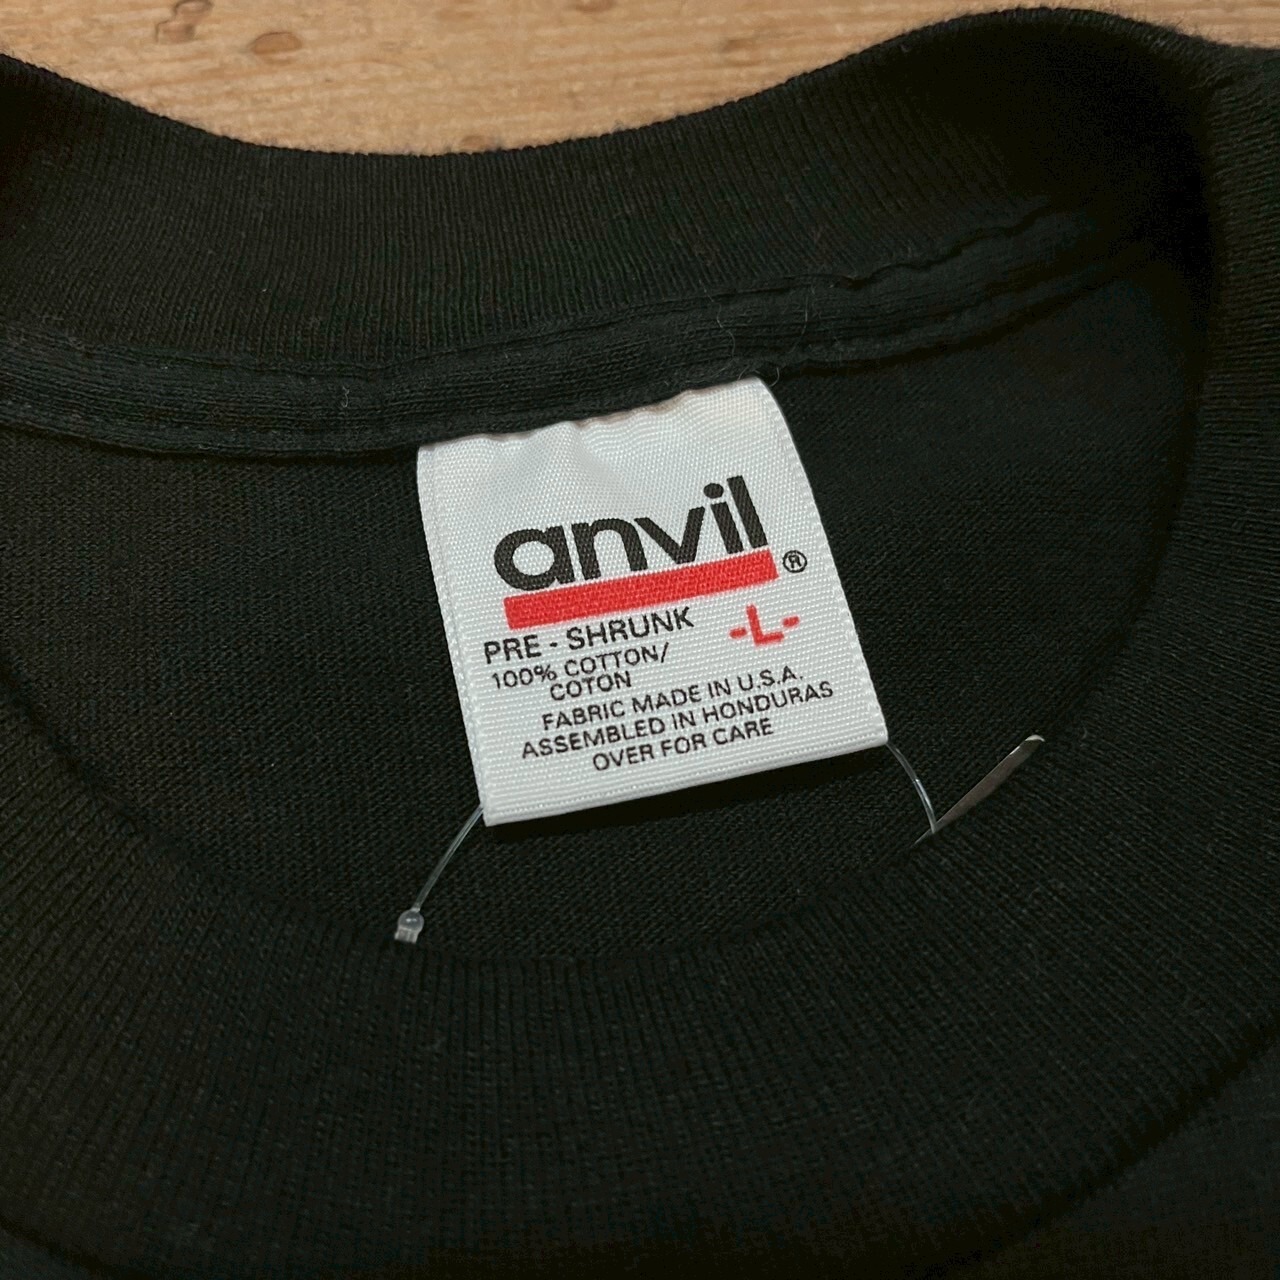 anvil®
-L-
PRE - SHRUNK
100% COTTON/
COTON
FABRIC MADE IN U.S.A.
ASSEMBLED IN HONDURAS
OVER FOR CARE